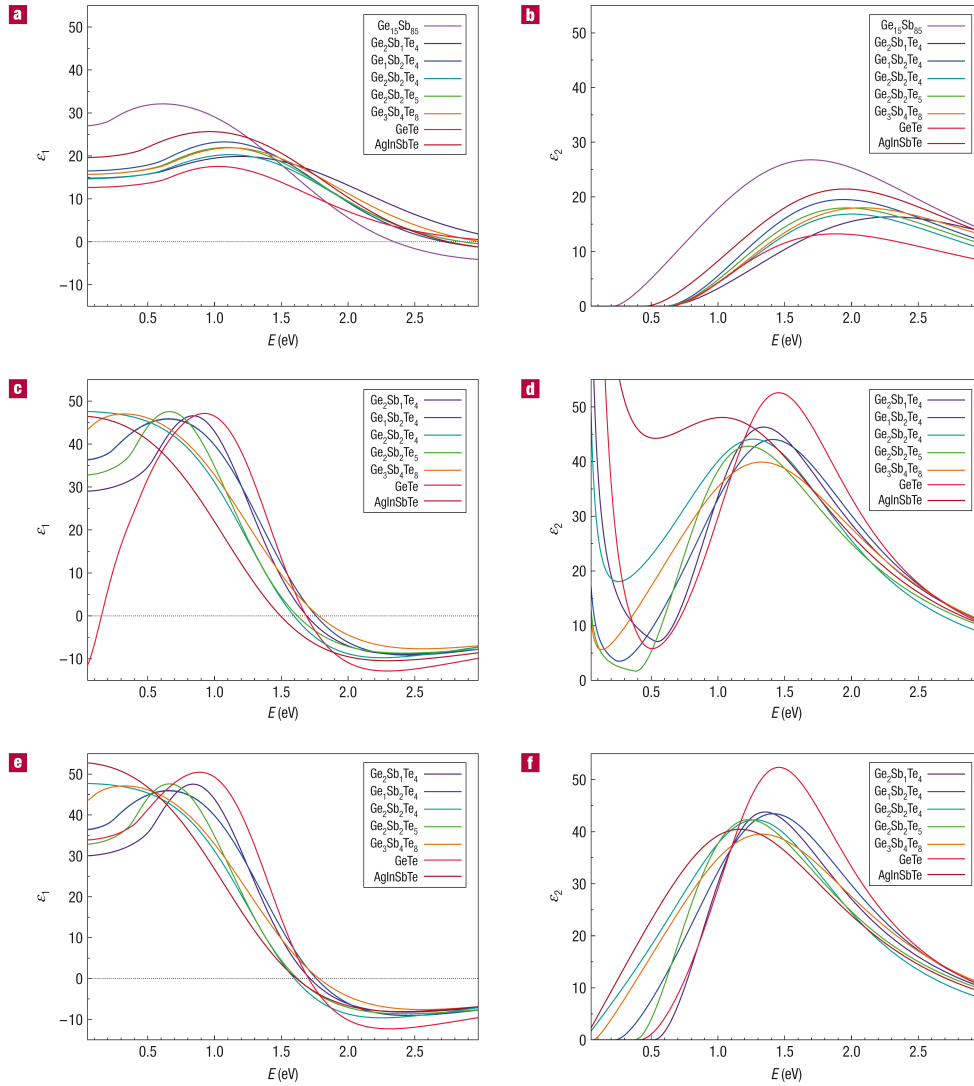 a
50
40
30
20
10
0
−10
ε₁
0.5 1.0 1.5 2.0 2.5
E (eV)
Ge₁₅Sb₈₅
Ge₂Sb₁Te₄
Ge₁Sb₂Te₄
Ge₂Sb₂Te₄
Ge₂Sb₂Te₅
Ge₃Sb₄Te₈
GeTe
AgInSbTe
b
50
40
30
20
10
0
ε₂
0.5 1.0 1.5 2.0 2.5
E (eV)
Ge₁₅Sb₈₅
Ge₂Sb₁Te₄
Ge₁Sb₂Te₄
Ge₂Sb₂Te₄
Ge₂Sb₂Te₅
Ge₃Sb₄Te₈
GeTe
AgInSbTe
c
50
40
30
20
10
0
−10
ε₁
0.5 1.0 1.5 2.0 2.5
E (eV)
Ge₂Sb₁Te₄
Ge₁Sb₂Te₄
Ge₂Sb₂Te₄
Ge₂Sb₂Te₅
Ge₃Sb₄Te₈
GeTe
AgInSbTe
d
50
40
30
20
10
0
ε₂
0.5 1.0 1.5 2.0 2.5
E (eV)
Ge₂Sb₁Te₄
Ge₁Sb₂Te₄
Ge₂Sb₂Te₄
Ge₂Sb₂Te₅
Ge₃Sb₄Te₈
GeTe
AgInSbTe
e
50
40
30
20
10
0
−10
ε₁
0.5 1.0 1.5 2.0 2.5
E (eV)
Ge₂Sb₁Te₄
Ge₁Sb₂Te₄
Ge₂Sb₂Te₄
Ge₂Sb₂Te₅
Ge₃Sb₄Te₈
GeTe
AgInSbTe
f
50
40
30
20
10
0
ε₂
0.5 1.0 1.5 2.0 2.5
E (eV)
Ge₂Sb₁Te₄
Ge₁Sb₂Te₄
Ge₂Sb₂Te₄
Ge₂Sb₂Te₅
Ge₃Sb₄Te₈
GeTe
AgInSbTe